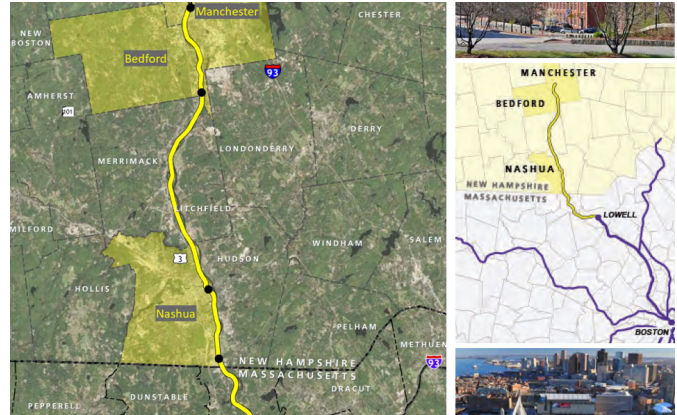 Manchester
CHESTER
NEW
BOSTON
Bedford
93
AMHERST
101
DERRY
LONDONDERRY
MERRIMACK
LITCHFIELD
MILFORD
SALEM
WINDHAM
3
HUDSON
HOLLIS
Nashua
PELHAM
METHUEN
NEW HAMPSHIRE
MASSACHUSETTS
93
DRACUT
DUNSTABLE
PEPPERELL
MANCHESTER
BEDFORD
NASHUA
NEW HAMPSHIRE
MASSACHUSETTS
LOWELL
BOSTON